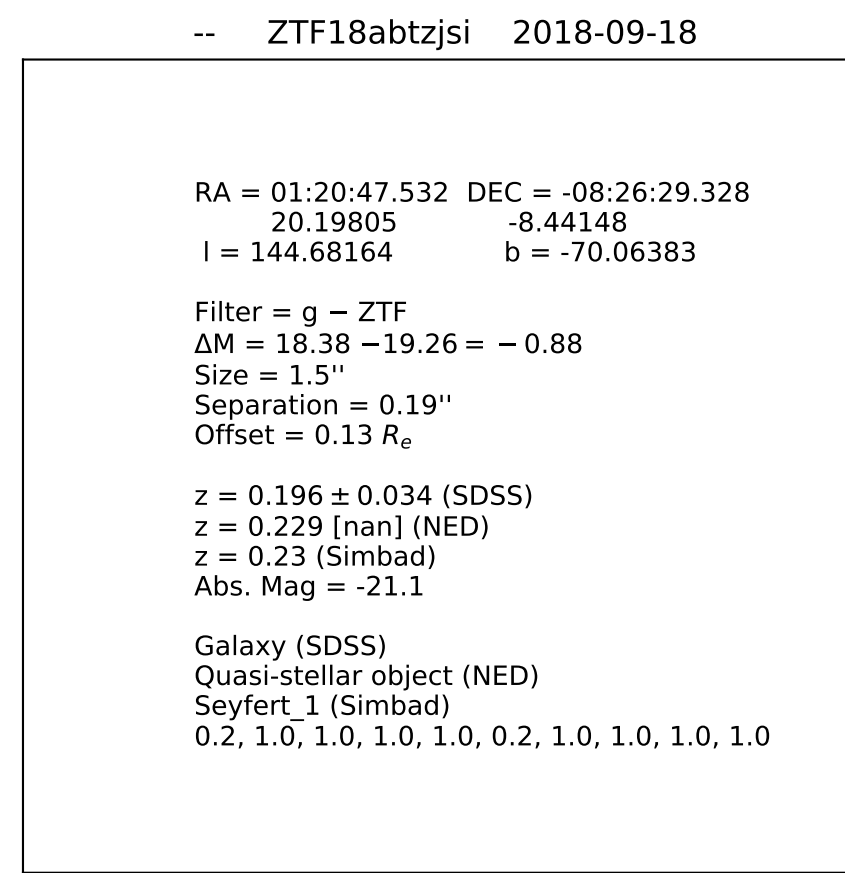 -- ZTF18abtzjsi 2018-09-18
RA = 01:20:47.532 DEC = -08:26:29.328
20.19805 -8.44148
l = 144.68164 b = -70.06383
Filter = g − ZTF
ΔM = 18.38 −19.26 = − 0.88
Size = 1.5''
Separation = 0.19''
Offset = 0.13 Re
z = 0.196 ± 0.034 (SDSS)
z = 0.229 [nan] (NED)
z = 0.23 (Simbad)
Abs. Mag = -21.1
Galaxy (SDSS)
Quasi-stellar object (NED)
Seyfert_1 (Simbad)
0.2, 1.0, 1.0, 1.0, 1.0, 0.2, 1.0, 1.0, 1.0, 1.0